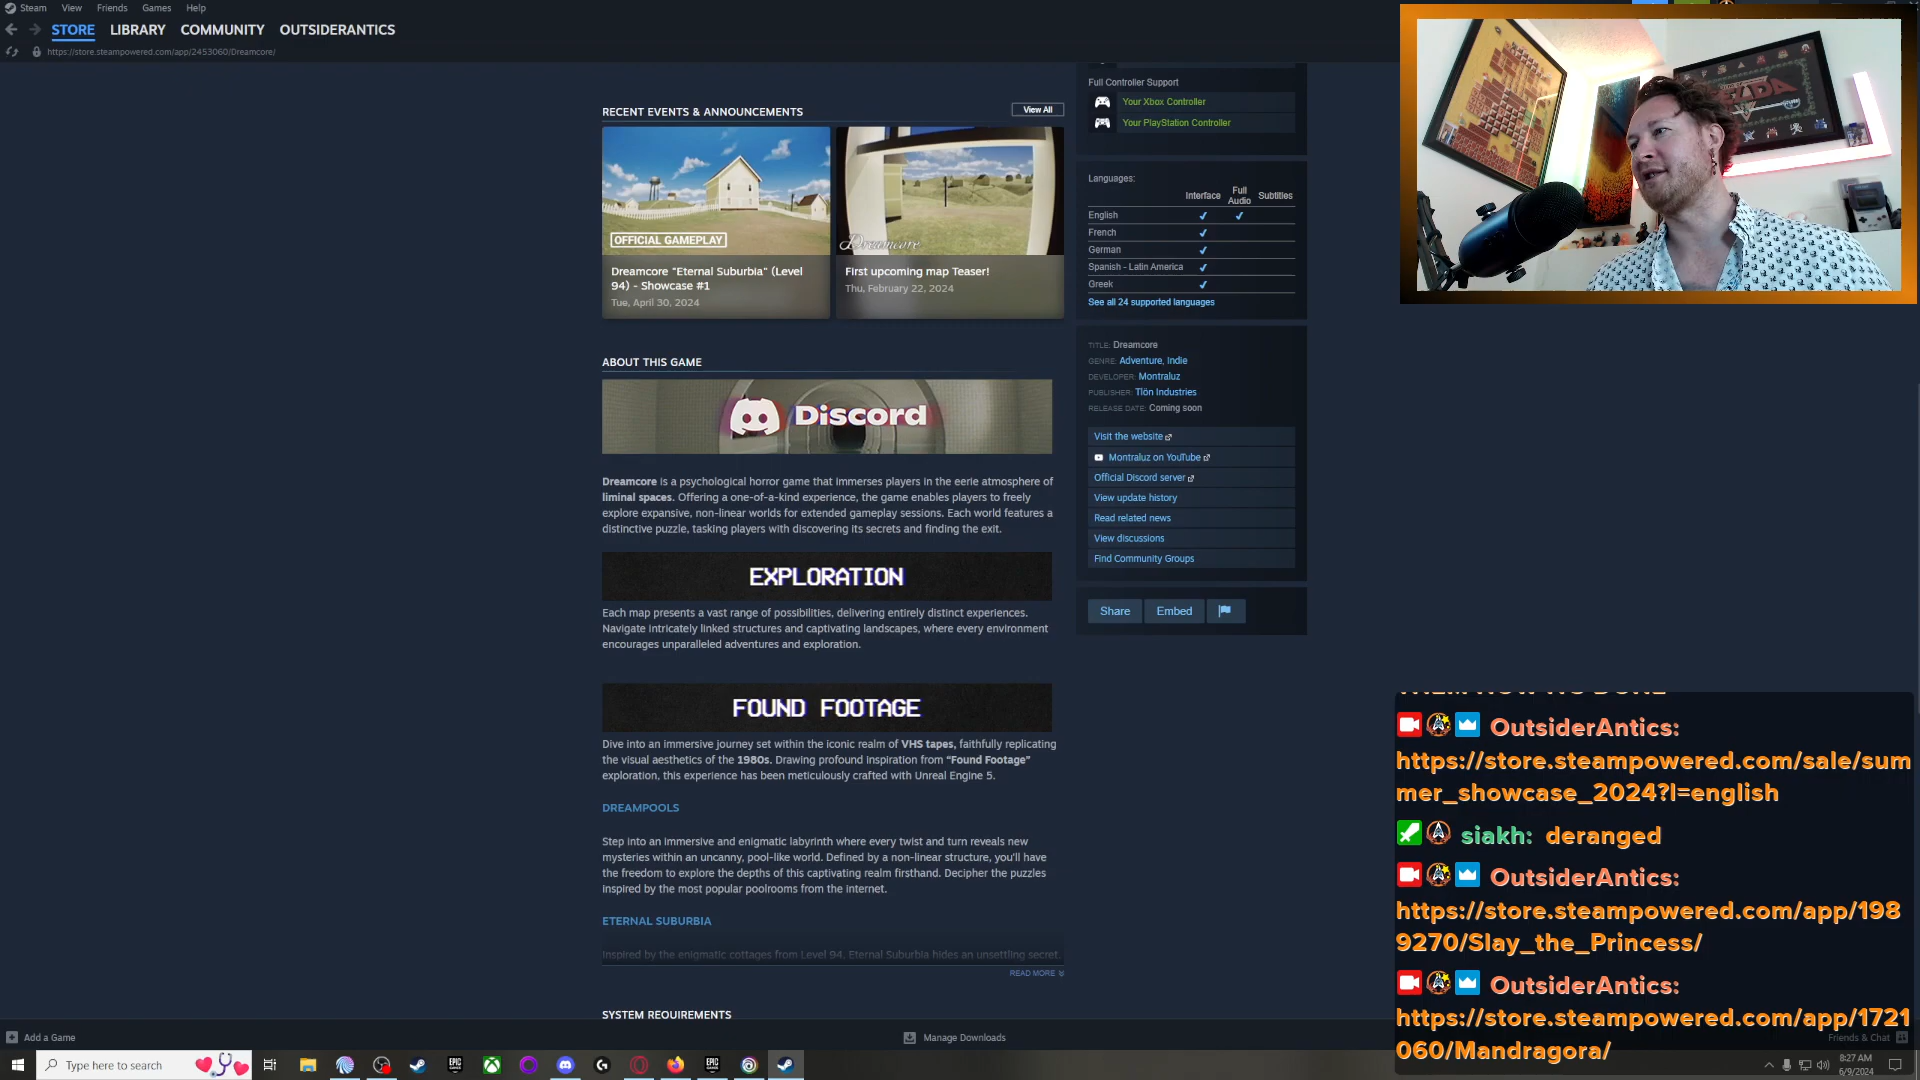 Steam View Friends Games Help
STORE LIBRARY COMMUNITY OUTSIDERANTICS
https://store.steampowered.com/app/2453060/Dreamcore/
RECENT EVENTS & ANNOUNCEMENTS
View All
OFFICIAL GAMEPLAY
Dreamcore "Eternal Suburbia" (Level
94) - Showcase #1
Tue, April 30, 2024
Dreamcore
First upcoming map Teaser!
Thu, February 22, 2024
ABOUT THIS GAME
Discord
Dreamcore is a psychological horror game that immerses players in the eerie atmosphere of
liminal spaces. Offering a one-of-a-kind experience, the game enables players to freely
explore expansive, non-linear worlds for extended gameplay sessions. Each world features a
distinctive puzzle, tasking players with discovering its secrets and finding the exit.
EXPLORATION
Each map presents a vast range of possibilities, delivering entirely distinct experiences.
Navigate intricately linked structures and captivating landscapes, where every environment
encourages unparalleled adventures and exploration.
FOUND FOOTAGE
Dive into an immersive journey set within the iconic realm of VHS tapes, faithfully replicating
the visual aesthetics of the 1980s. Drawing profound inspiration from "Found Footage"
exploration, this experience has been meticulously crafted with Unreal Engine 5.
DREAMPOOLS
Step into an immersive and enigmatic labyrinth where every twist and turn reveals new
mysteries within an uncanny, pool-like world. Defined by a non-linear structure, you'll have
the freedom to explore the depths of this captivating realm firsthand. Decipher the puzzles
inspired by the most popular poolrooms from the internet.
ETERNAL SUBURBIA
Inspired by the enigmatic cottages from Level 94, Eternal Suburbia hides an unsettling secret.
READ MORE
SYSTEM REQUIREMENTS
Full Controller Support
Your Xbox Controller
Your PlayStation Controller
Languages:
Interface Full Audio Subtitles
English ✔ ✔
French ✔
German ✔
Spanish - Latin America ✔
Greek ✔
See all 24 supported languages
TITLE: Dreamcore
GENRE: Adventure, Indie
DEVELOPER: Montraluz
PUBLISHER: Tlön Industries
RELEASE DATE: Coming soon
Visit the website
Montraluz on YouTube
Official Discord server
View update history
Read related news
View discussions
Find Community Groups
Share Embed
ZELDA
OutsiderAntics:
https://store.steampowered.com/sale/sum
mer_showcase_2024?l=english
siakh: deranged
OutsiderAntics:
https://store.steampowered.com/app/198
9270/Slay_the_Princess/
OutsiderAntics:
https://store.steampowered.com/app/1721
060/Mandragora/
Add a Game
Manage Downloads
Friends & Chat
Type here to search
EPIC GAMES
EPIC GAMES
8:27 AM
6/9/2024